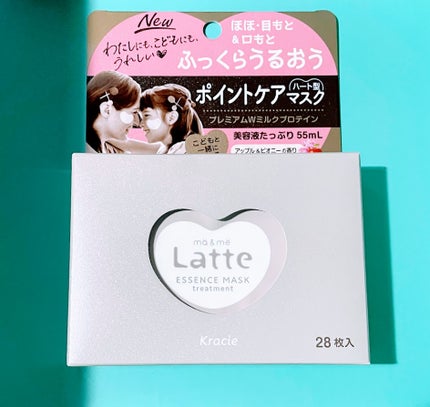 New
わたしにも、こどもにも、
うれしい
ほほ・目もと
&口もと
ふっくらうるおう
ポイントケア ハート型 マスク
プレミアムWミルクプロテイン
美容液たっぷり 55mL
こどもと
一緒に
アップル&ピオニーの香り
ma & me
Latte
ESSENCE MASK
treatment
Kracie
28枚入